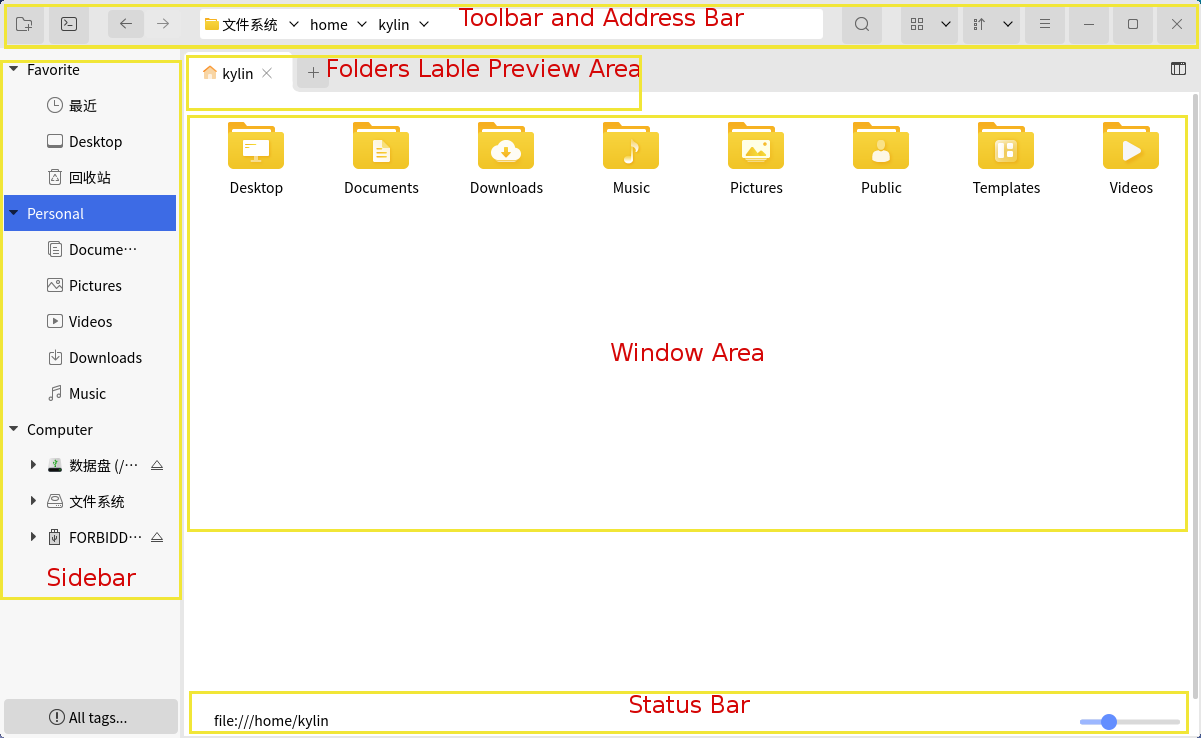 文件系统 home kylin
Toolbar and Address Bar
Favorite
最近
Desktop
回收站
Personal
Docume···
Pictures
Videos
Downloads
Music
Computer
数据盘 (/···
文件系统
FORBIDD···
Sidebar
All tags...
kylin
Folders Lable Preview Area
Desktop Documents Downloads Music Pictures Public Templates Videos
Window Area
Status Bar
file:///home/kylin